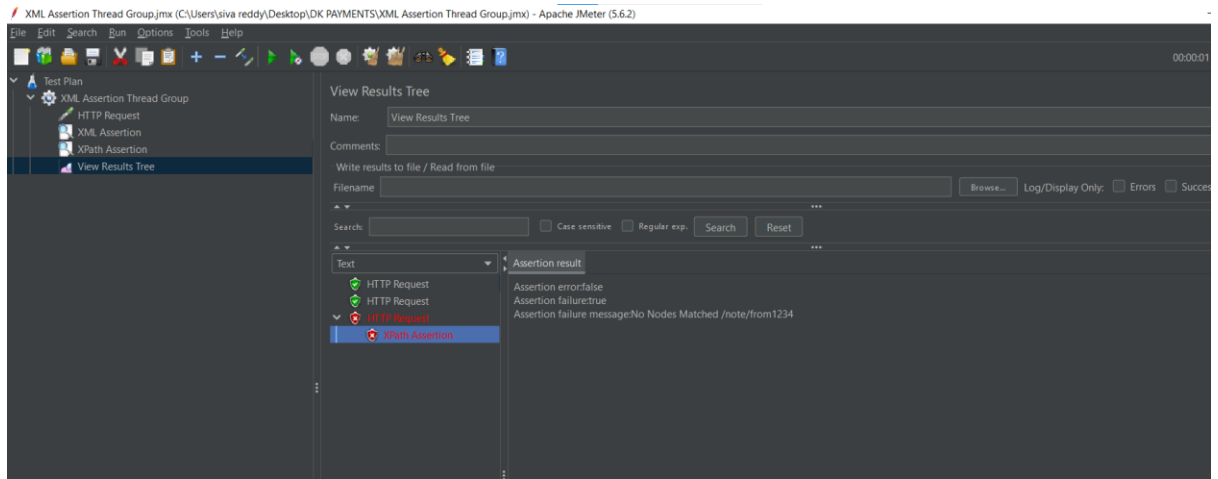 XML Assertion Thread Group.jmx (C:\Users\siva reddy\Desktop\DK PAYMENTS\XML Assertion Thread Group.jmx) - Apache JMeter (5.6.2)
File Edit Search Run Options Tools Help
00:00:01
Test Plan
XML Assertion Thread Group
HTTP Request
XML Assertion
XPath Assertion
View Results Tree
View Results Tree
Name: View Results Tree
Comments:
Write results to file / Read from file
Filename Browse... Log/Display Only: Errors Succes
Search: Case sensitive Regular exp. Search Reset
Text
HTTP Request
HTTP Request
HTTP Request
XPath Assertion
Assertion result
Assertion error:false
Assertion failure:true
Assertion failure message:No Nodes Matched /note/from1234